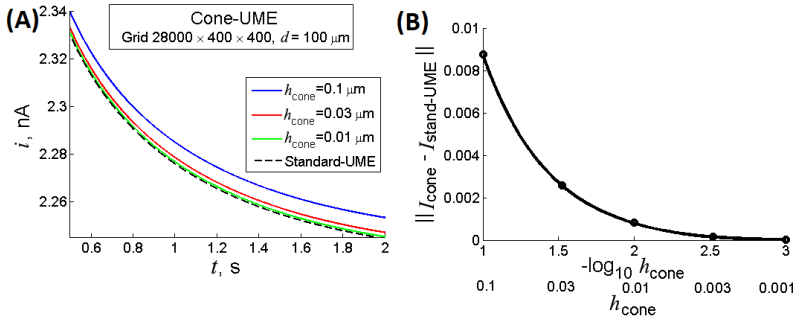 (A)
Cone-UME
Grid 28000 × 400 × 400, d = 100 μm
2.34
2.32
2.3
2.28
2.26
i, nA
h_cone=0.1 μm
h_cone=0.03 μm
h_cone=0.01 μm
Standard-UME
0.6 0.8 1 1.2 1.4 1.6 1.8 2
t, s
(B)
|| I_cone - I_stand-UME ||
0.01
0.008
0.006
0.004
0.002
0
1 1.5 2 2.5 3
-log_10 h_cone
0.1 0.03 0.01 0.003 0.001
h_cone